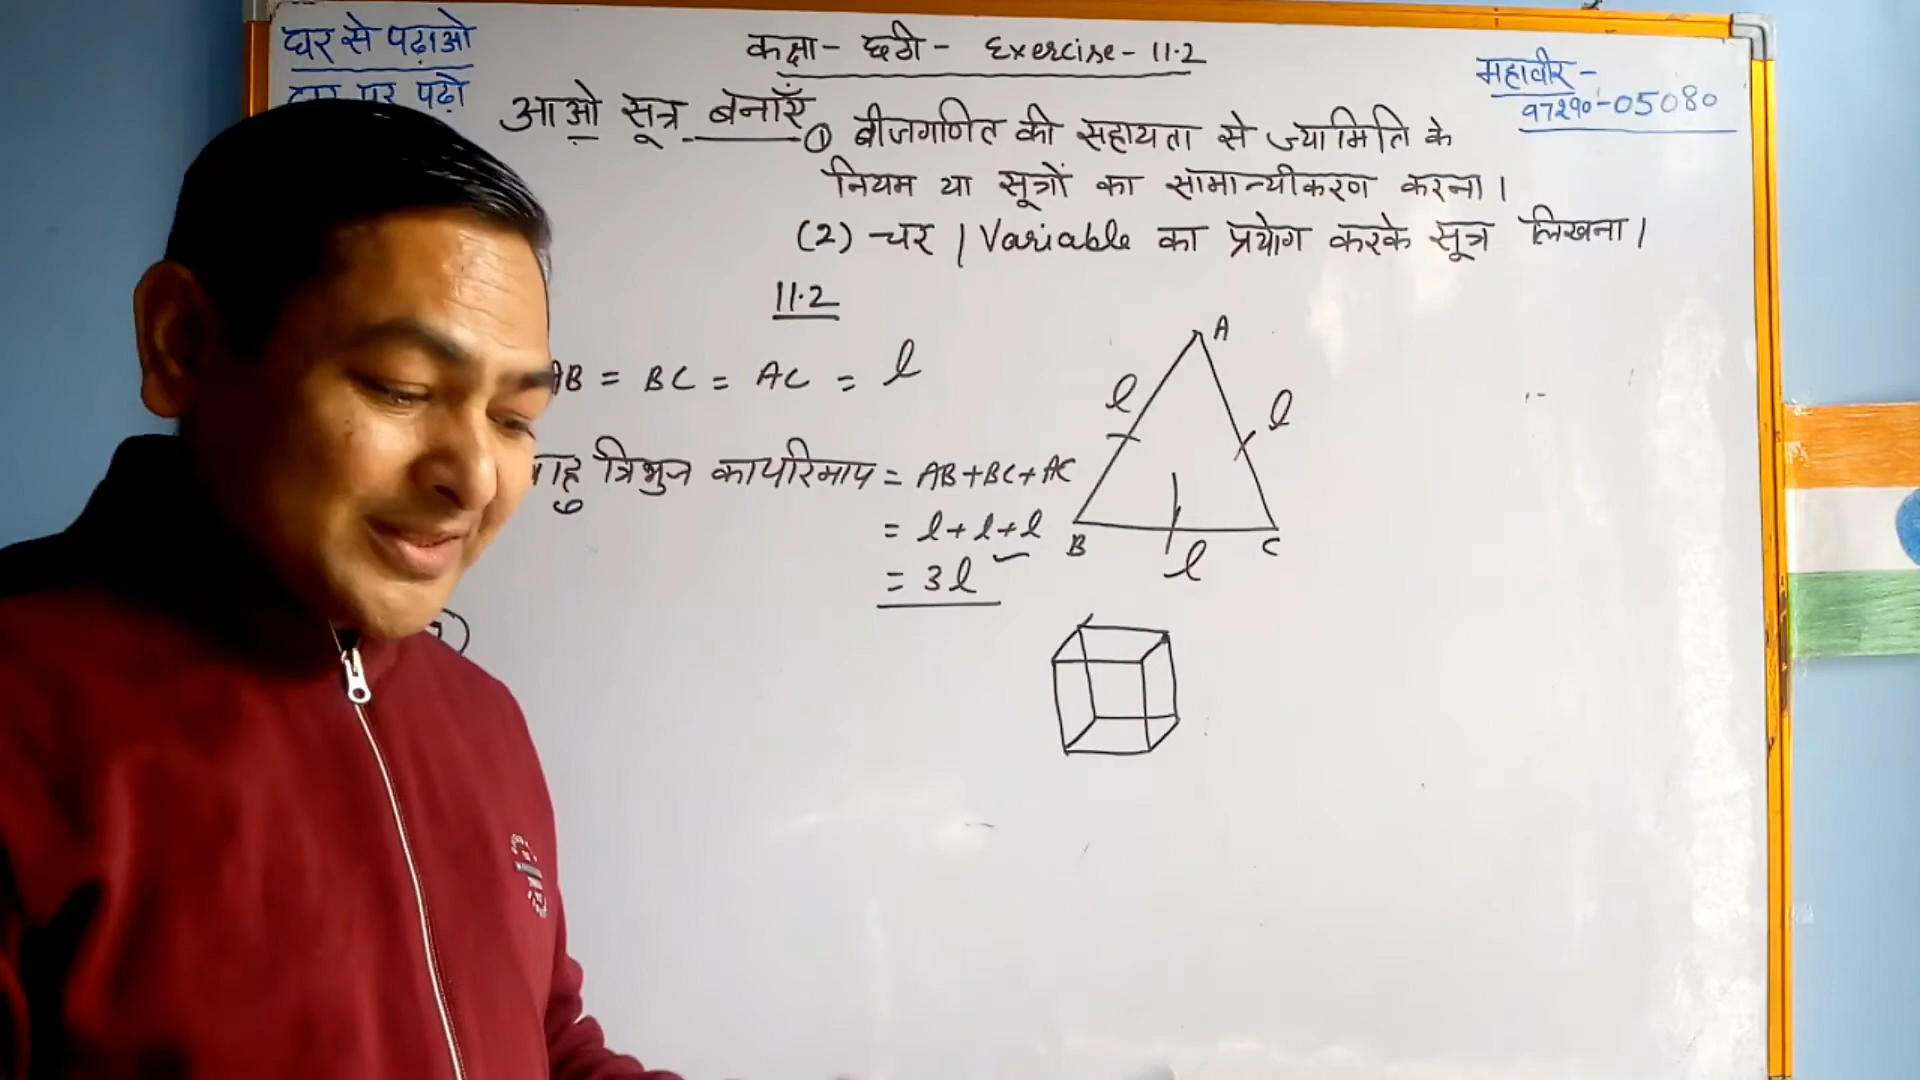 घर से पढ़ाओ
पर पढ़ो
कक्षा - छठी - Exercise - 11.2
महावीर -
97290-05080
आओ सूत्र बनाएँ
① बीजगणित की सहायता से ज्यामिति के
नियम या सूत्रों का सामान्यीकरण करना।
(2) चर / Variable का प्रयोग करके सूत्र लिखना।
11.2
AB = BC = AC = l
त्रिभुज का परिमाप = AB+BC+AC
= l+l+l
= 3l
A
l
l
B
l
C